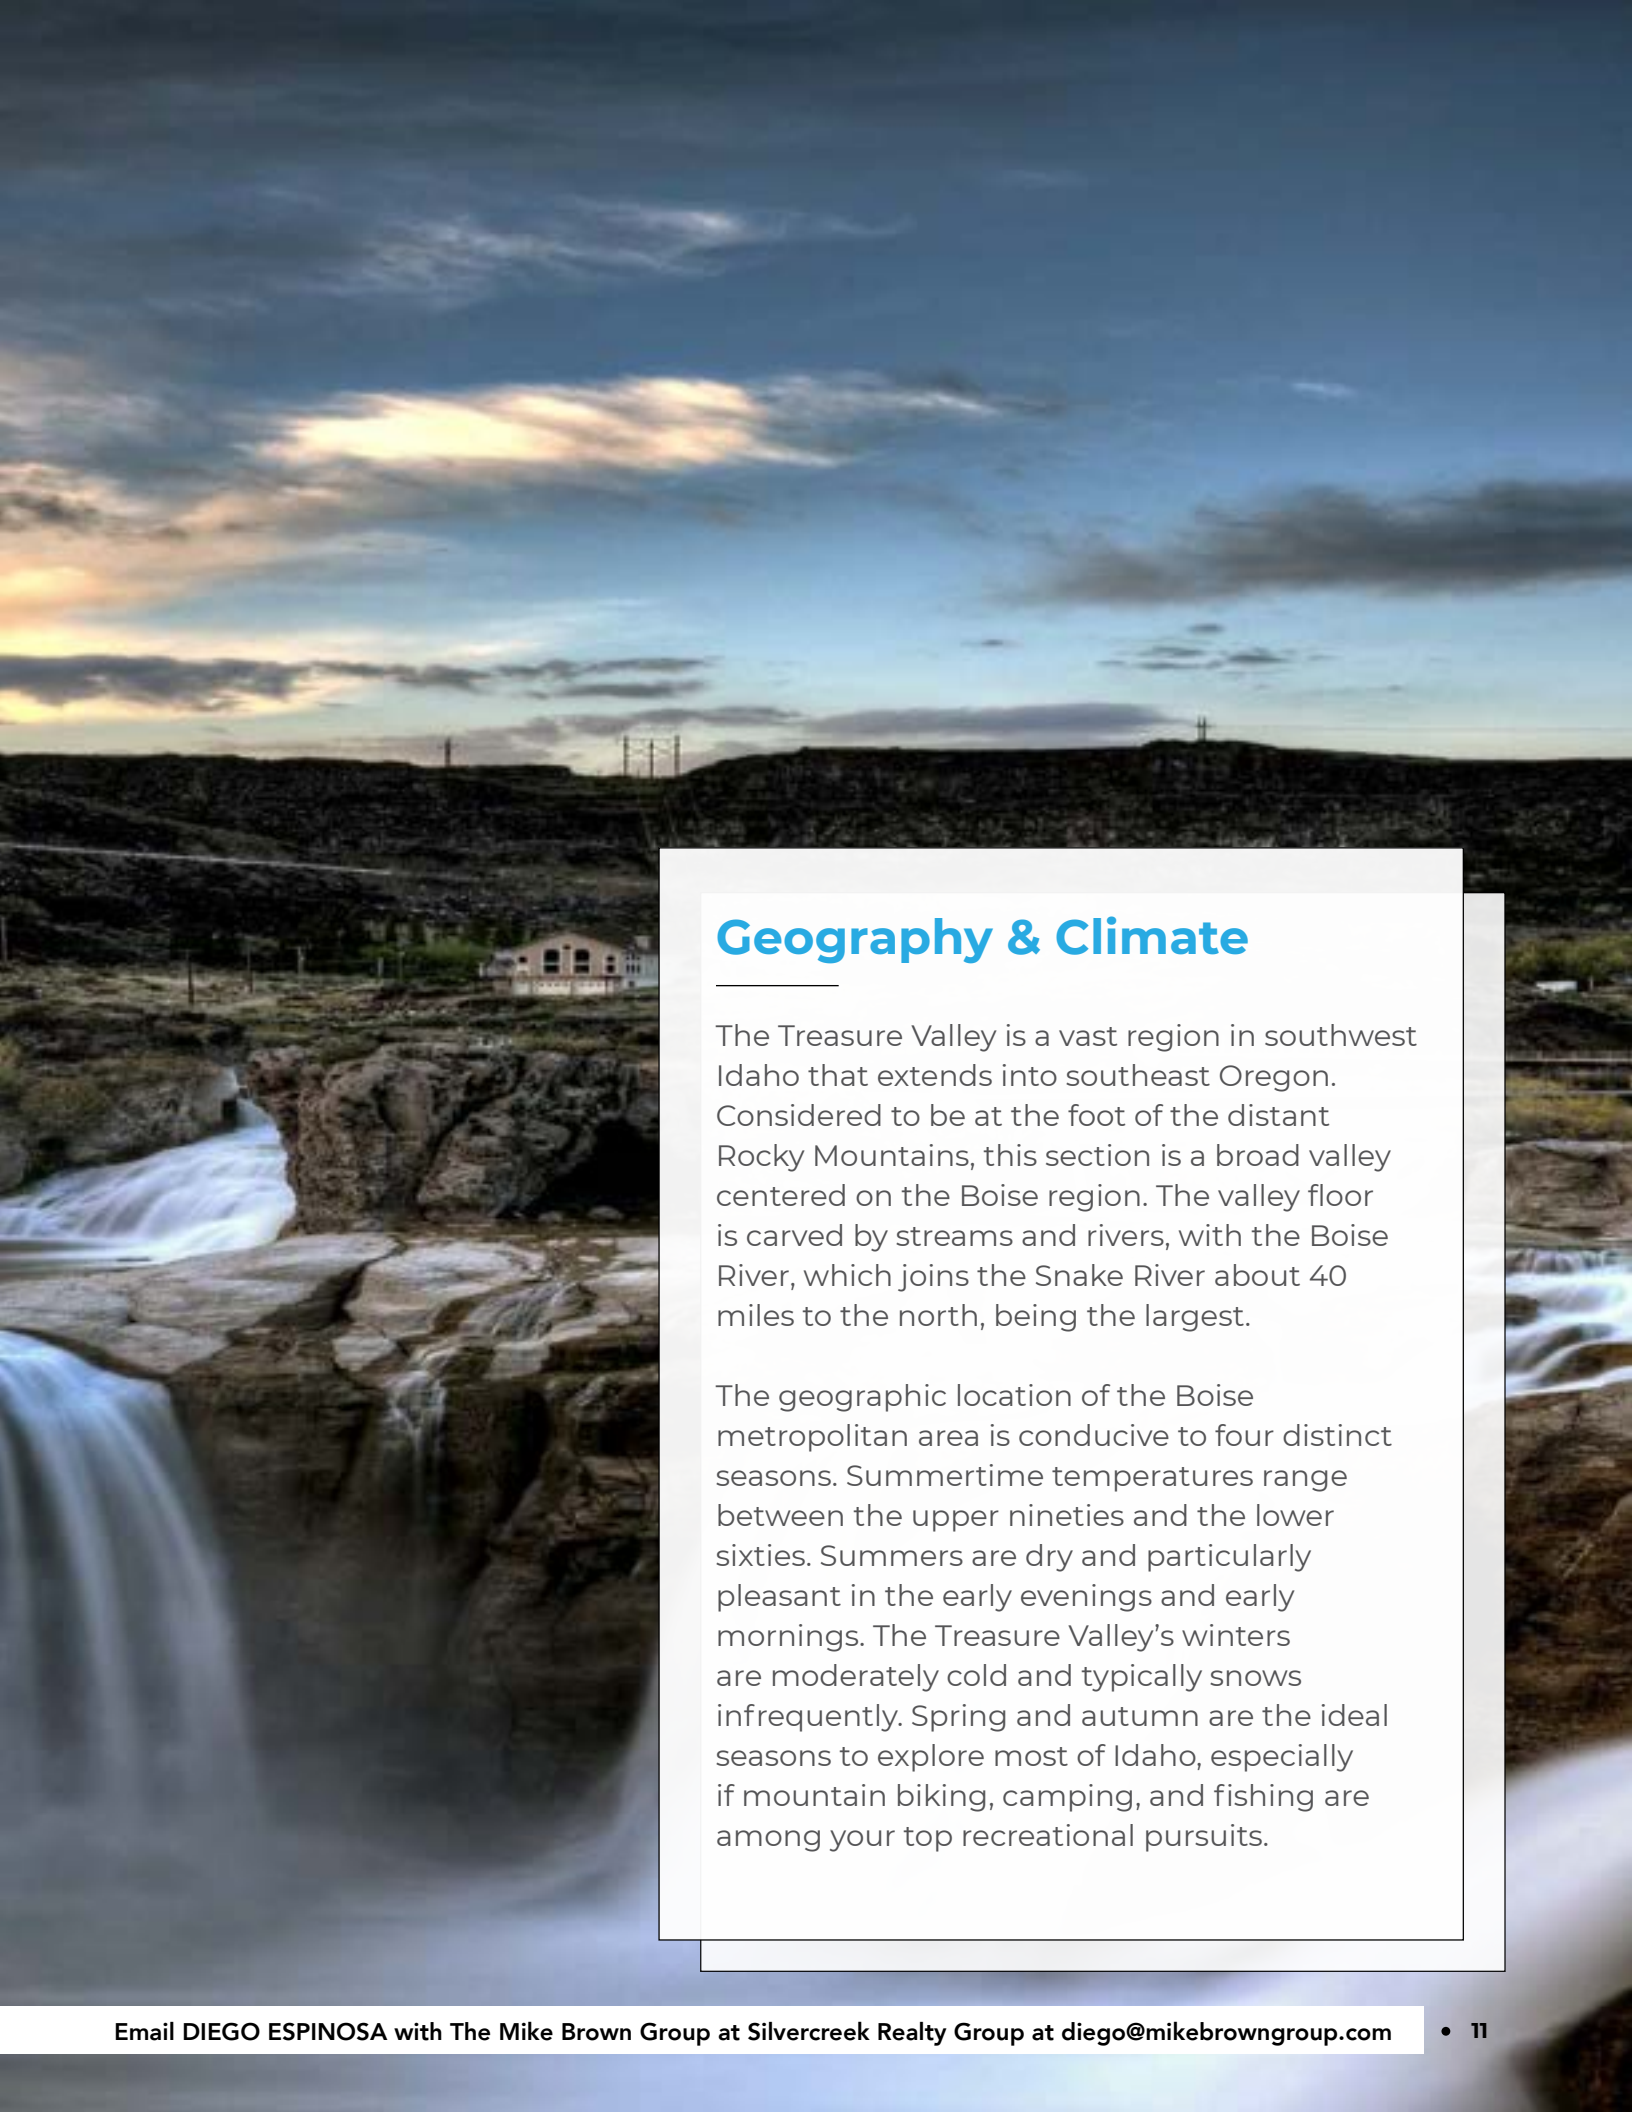 Geography & Climate
The Treasure Valley is a vast region in southwest
Idaho that extends into southeast Oregon.
Considered to be at the foot of the distant
Rocky Mountains, this section is a broad valley
centered on the Boise region. The valley floor
is carved by streams and rivers, with the Boise
River, which joins the Snake River about 40
miles to the north, being the largest.
The geographic location of the Boise
metropolitan area is conducive to four distinct
seasons. Summertime temperatures range
between the upper nineties and the lower
sixties. Summers are dry and particularly
pleasant in the early evenings and early
mornings. The Treasure Valley’s winters
are moderately cold and typically snows
infrequently. Spring and autumn are the ideal
seasons to explore most of Idaho, especially
if mountain biking, camping, and fishing are
among your top recreational pursuits.
Email DIEGO ESPINOSA with The Mike Brown Group at Silvercreek Realty Group at diego@mikebrowngroup.com • 11